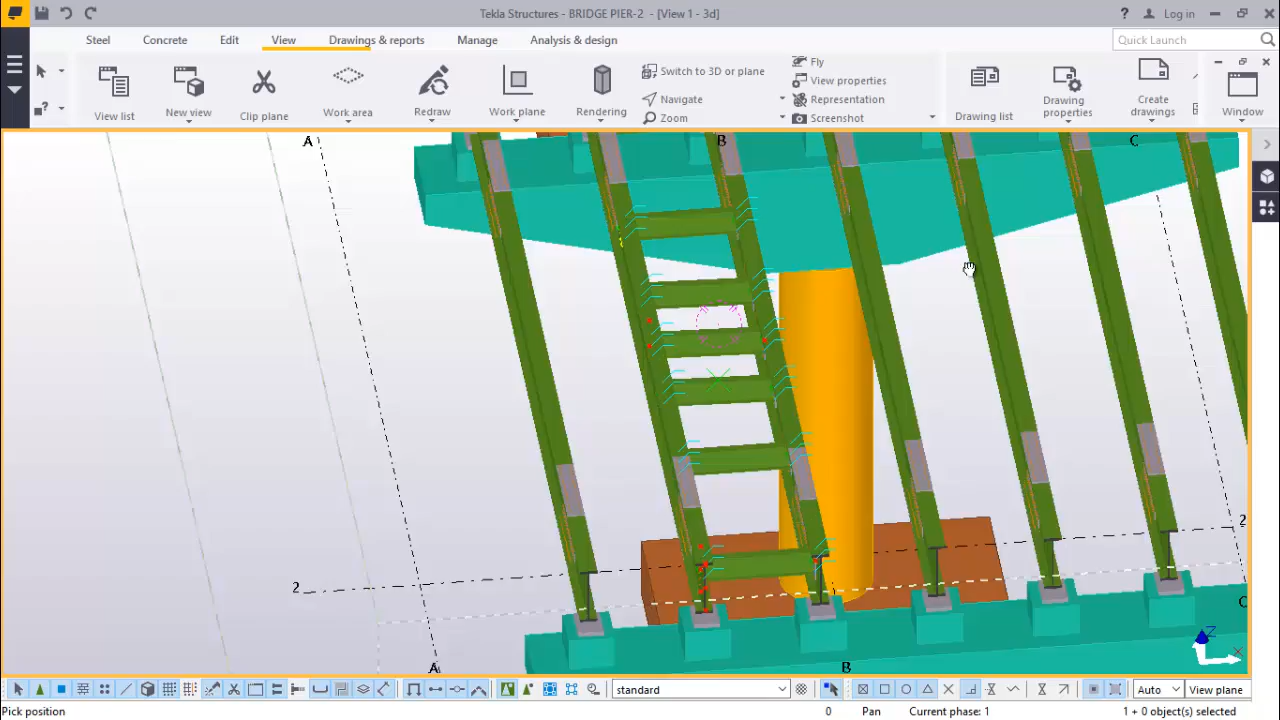 Tekla Structures - BRIDGE PIER-2 - [View 1 - 3d]
? Log in
Steel Concrete Edit View Drawings & reports Manage Analysis & design Quick Launch
Fly
Switch to 3D or plane View properties
Navigate Representation
Zoom Screenshot
View list New view Clip plane Work area Redraw Work plane Rendering Drawing list Drawing properties Create drawings Window
A B C
2
2
C
Z
A B
standard Auto View plane
Pick position 0 Pan Current phase: 1 1 + 0 object(s) selected